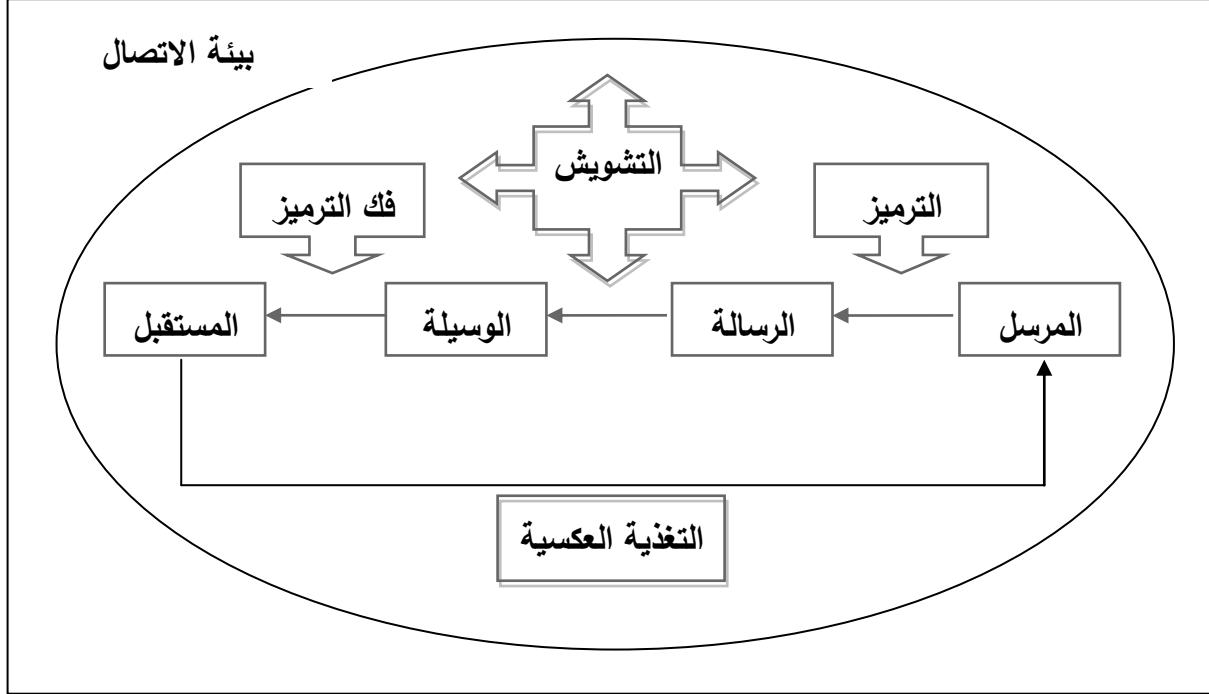 بيئة الاتصال
التشويش
الترميز
فك الترميز
المرسل
الرسالة
الوسيلة
المستقبل
التغذية العكسية